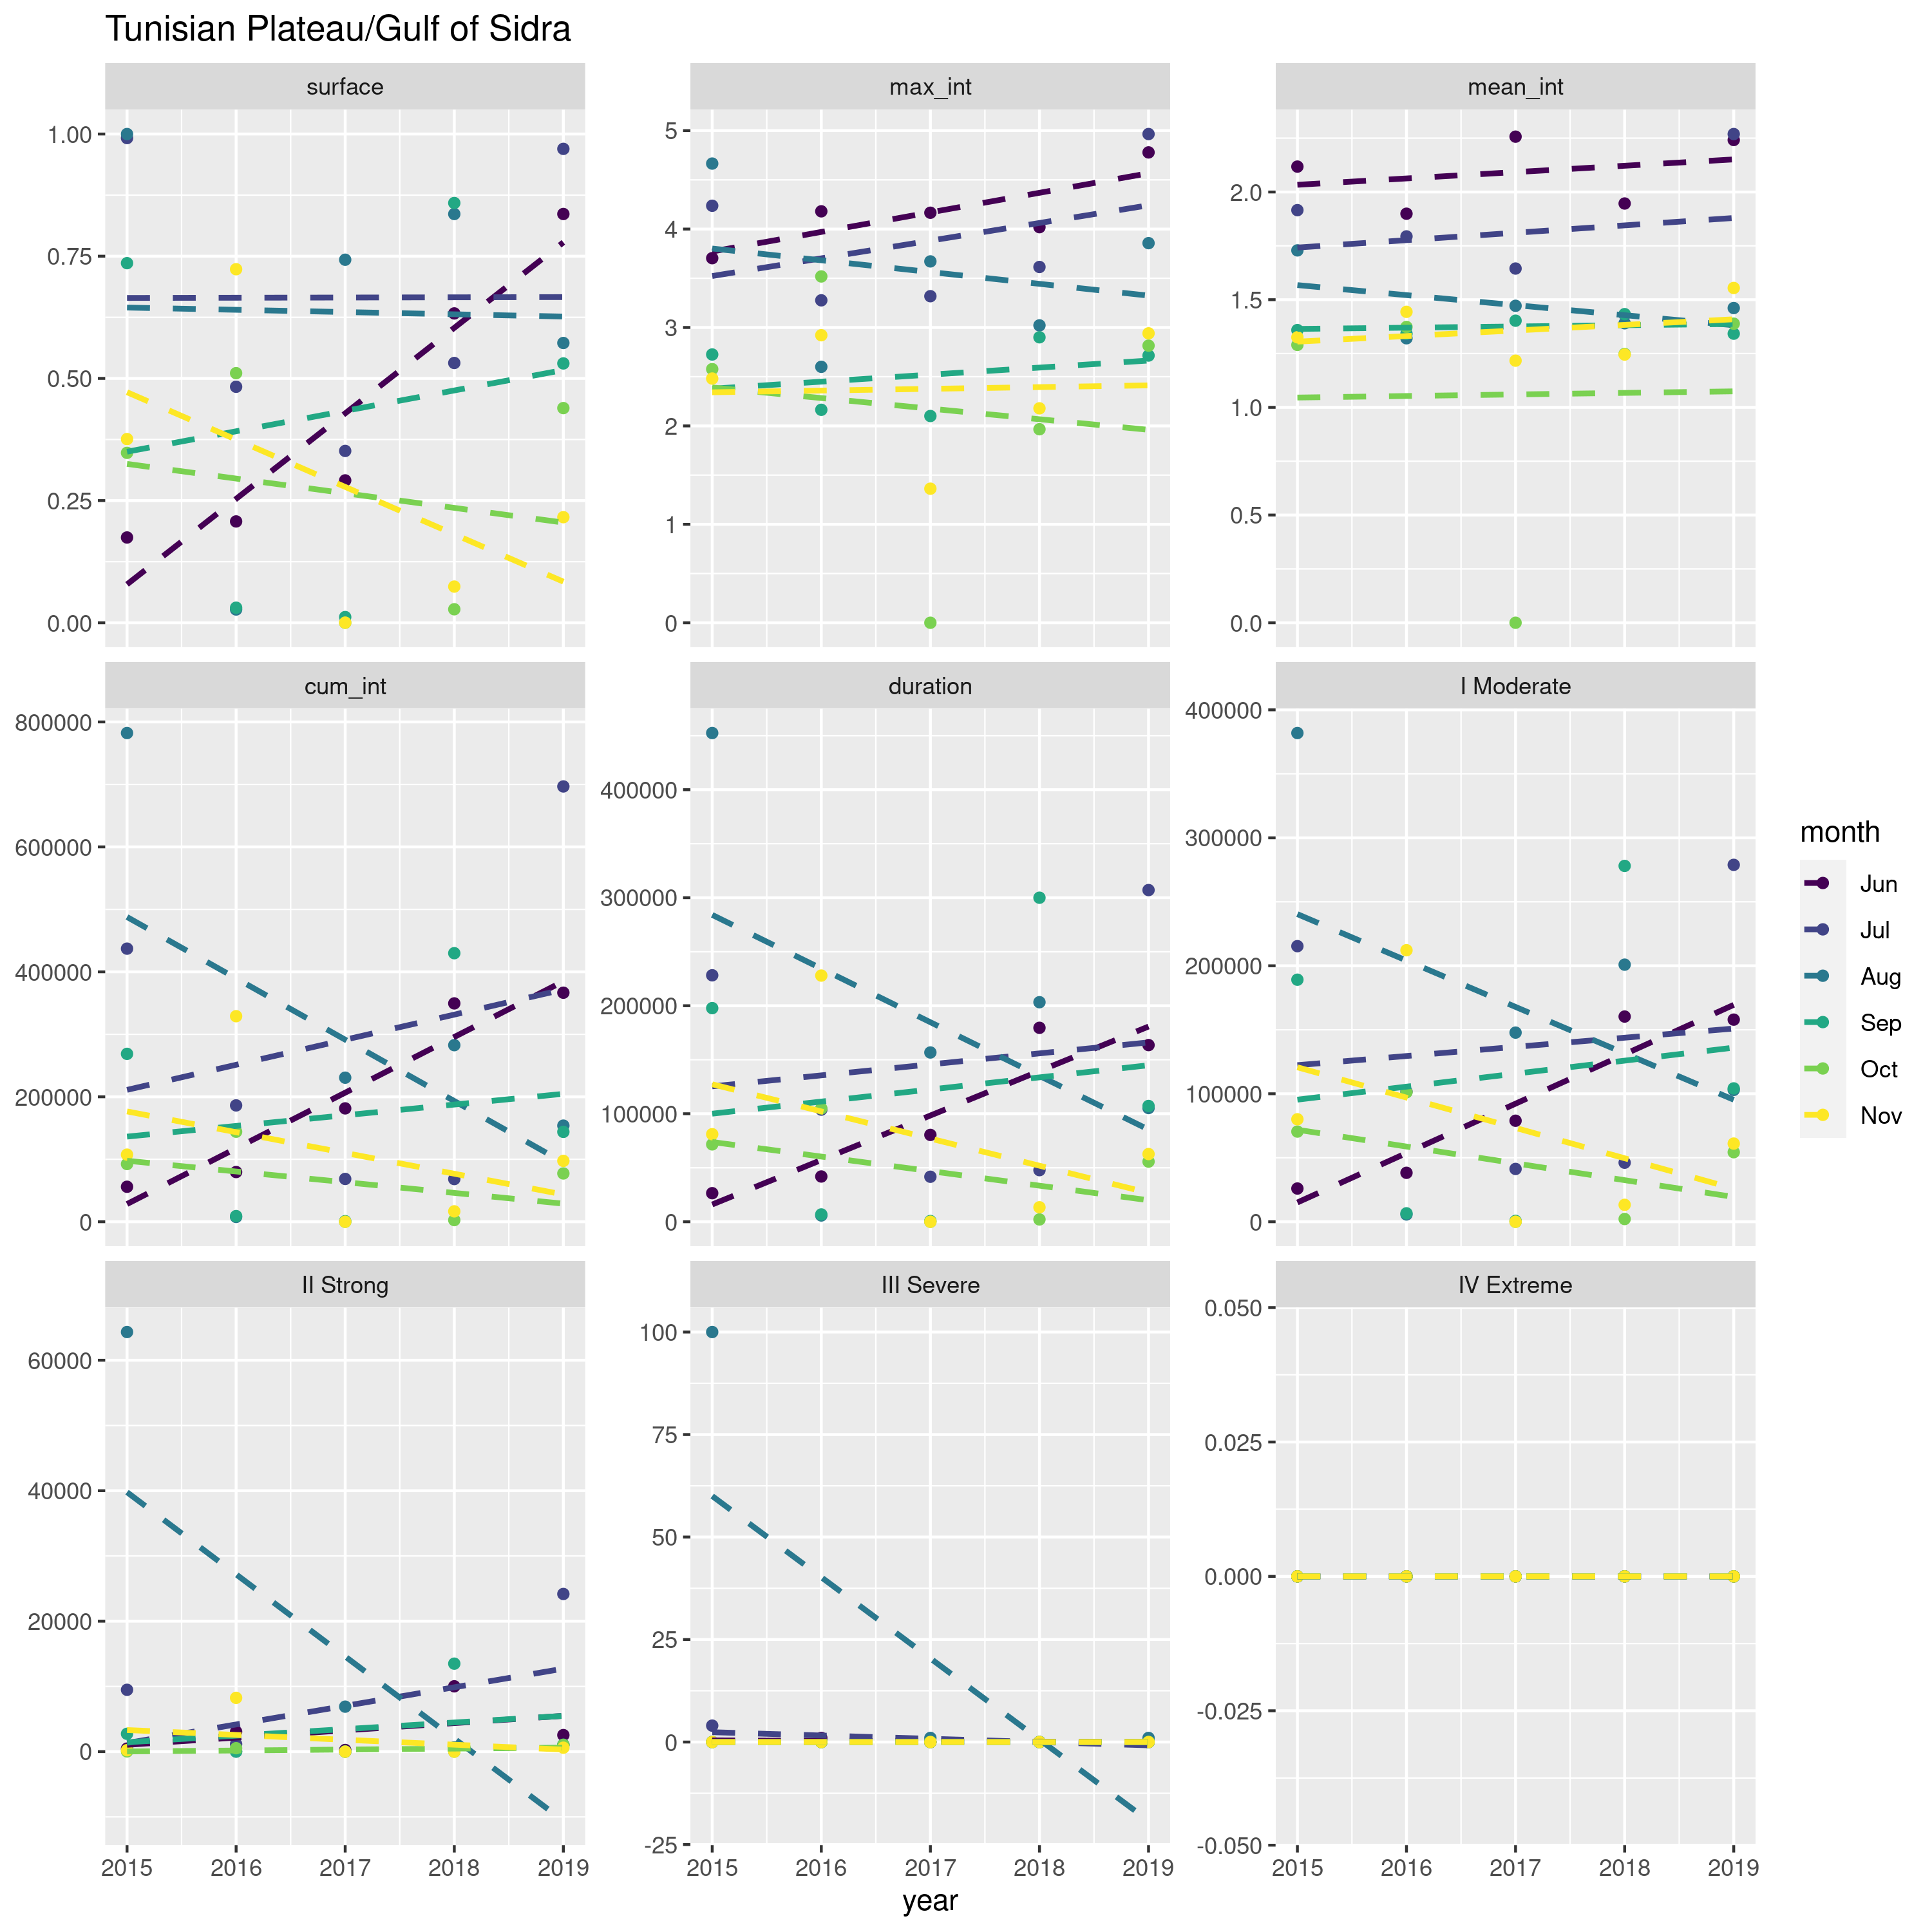 Tunisian Plateau/Gulf of Sidra
surface
max_int
mean_int
1.00
0.75
0.50
0.25
0.00
5
4
3
2
1
0
2.0
1.5
1.0
0.5
0.0
cum_int
duration
I Moderate
800000
600000
400000
200000
0
400000
300000
200000
100000
0
400000
300000
200000
100000
0
month
Jun
Jul
Aug
Sep
Oct
Nov
II Strong
III Severe
IV Extreme
60000
40000
20000
0
100
75
50
25
0
-25
0.050
0.025
0.000
-0.025
-0.050
2015 2016 2017 2018 2019
2015 2016 2017 2018 2019
2015 2016 2017 2018 2019
year